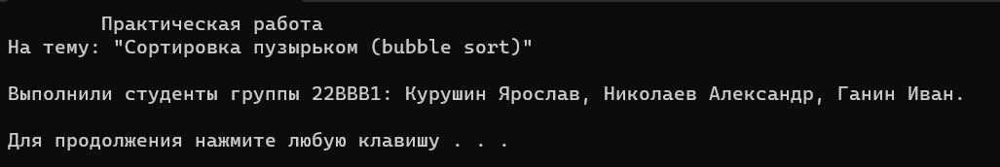 Практическая работа
На тему: "Сортировка пузырьком (bubble sort)"
Выполнили студенты группы 22ВВВ1: Курушин Ярослав, Николаев Александр, Ганин Иван.
Для продолжения нажмите любую клавишу . . .